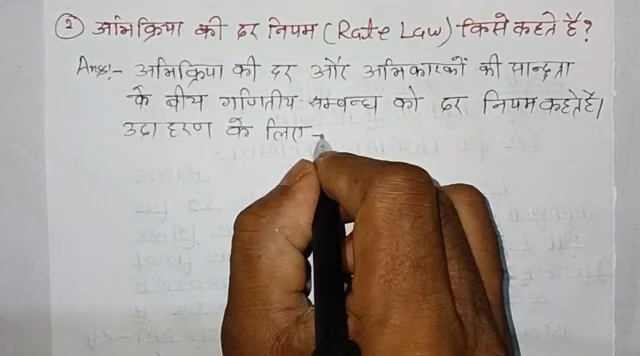 ② अभिक्रिया की दर नियम (Rate Law) किसे कहते है?
Ans:- अभिक्रिया की दर और अभिकारकों की सान्द्रता
के बीच गणितीय सम्बन्ध को दर नियम कहते है।
उदाहरण के लिए -